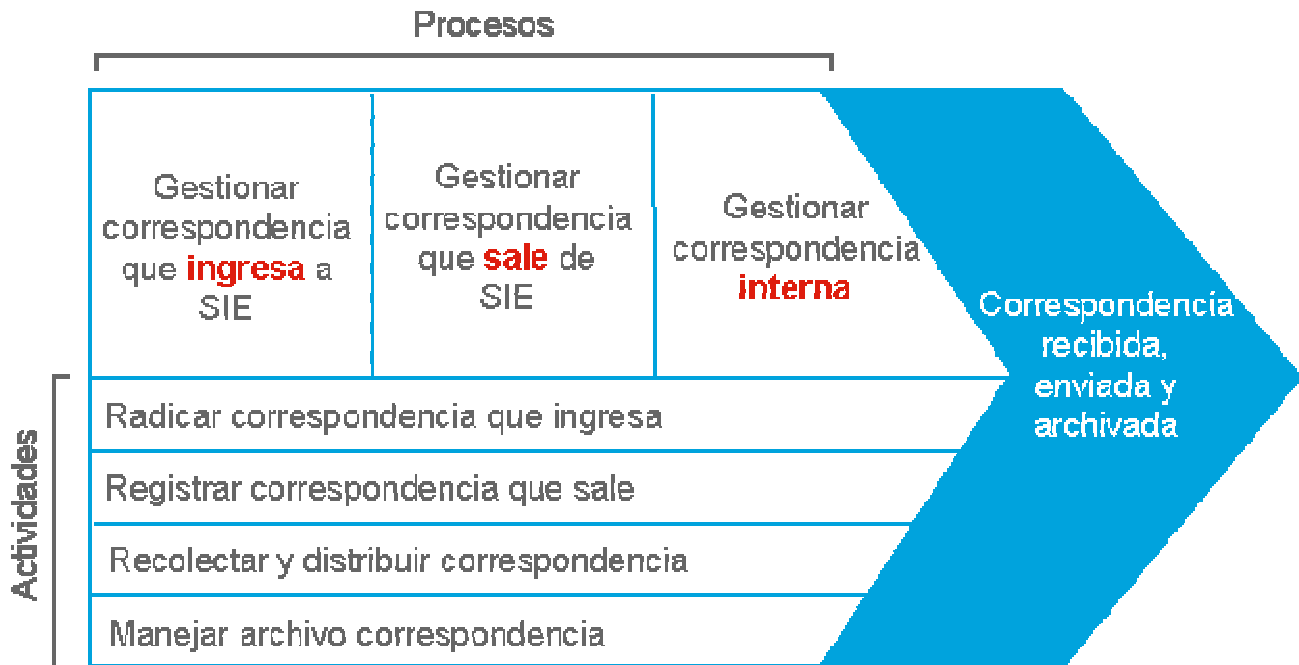 Procesos
Gestionar
correspondencia
que ingresa a
SIE
Gestionar
correspondencia
que sale de
SIE
Gestionar
correspondencia
interna
Correspondencia
recibida,
enviada y
archivada
Actividades
Radicar correspondencia que ingresa
Registrar correspondencia que sale
Recolectar y distribuir correspondencia
Manejar archivo correspondencia